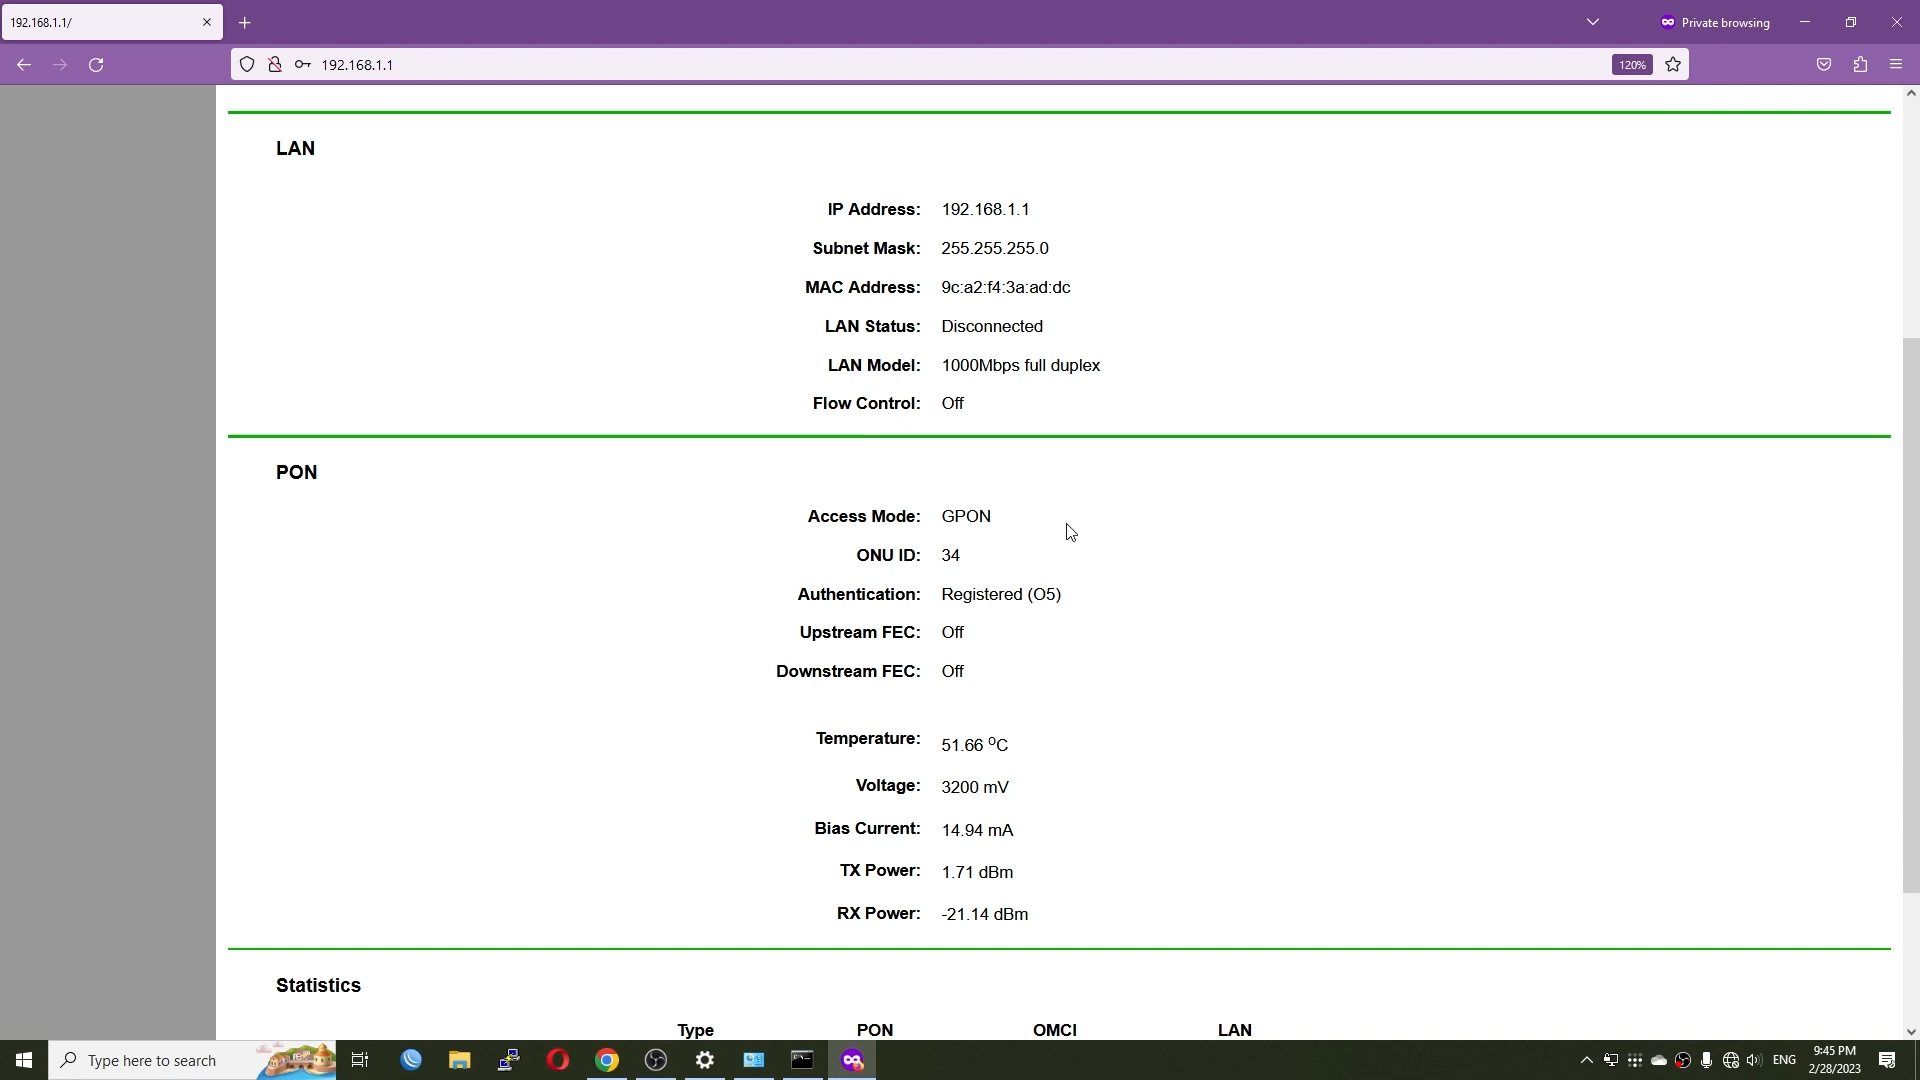 192.168.1.1/
Private browsing
192.168.1.1
120%
LAN
IP Address: 192.168.1.1
Subnet Mask: 255.255.255.0
MAC Address: 9c:a2:f4:3a:ad:dc
LAN Status: Disconnected
LAN Model: 1000Mbps full duplex
Flow Control: Off
PON
Access Mode: GPON
ONU ID: 34
Authentication: Registered (O5)
Upstream FEC: Off
Downstream FEC: Off
Temperature: 51.66 ⁰C
Voltage: 3200 mV
Bias Current: 14.94 mA
TX Power: 1.71 dBm
RX Power: -21.14 dBm
Statistics
Type PON OMCI LAN
Type here to search
ENG
9:45 PM
2/28/2023